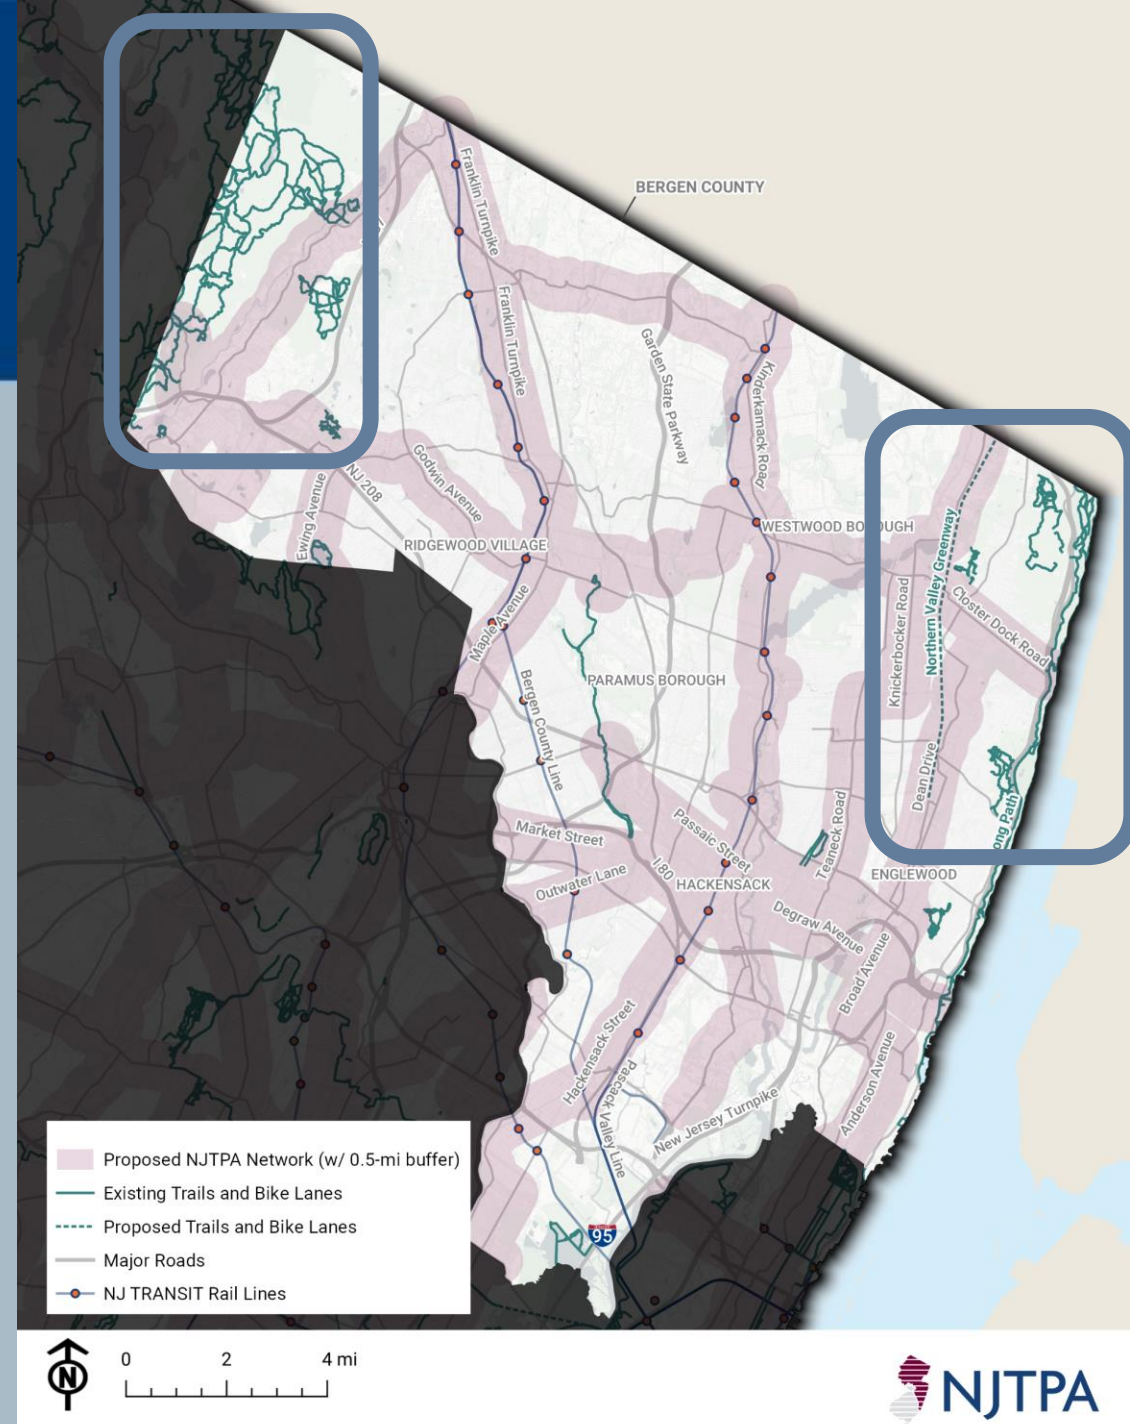 BERGEN COUNTY
Franklin Turnpike
Franklin Turnpike
Garden State Parkway
Kinderkamack Road
Godwin Avenue
NJ 208
Ewing Avenue
RIDGEWOOD VILLAGE
WESTWOOD BOROUGH
Northern Valley Greenway
Knickerbocker Road
Closter Dock Road
Maple Avenue
Bergen County Line
PARAMUS BOROUGH
Dean Drive
Market Street
Passaic Street
Teaneck Road
ong Path
Outwater Lane
I 80
HACKENSACK
ENGLEWOOD
Degraw Avenue
Broad Avenue
Hackensack Street
Pascack Valley Line
New Jersey Turnpike
Anderson Avenue
95
Proposed NJTPA Network (w/ 0.5-mi buffer)
Existing Trails and Bike Lanes
Proposed Trails and Bike Lanes
Major Roads
NJ TRANSIT Rail Lines
N
0 2 4 mi
NJTPA